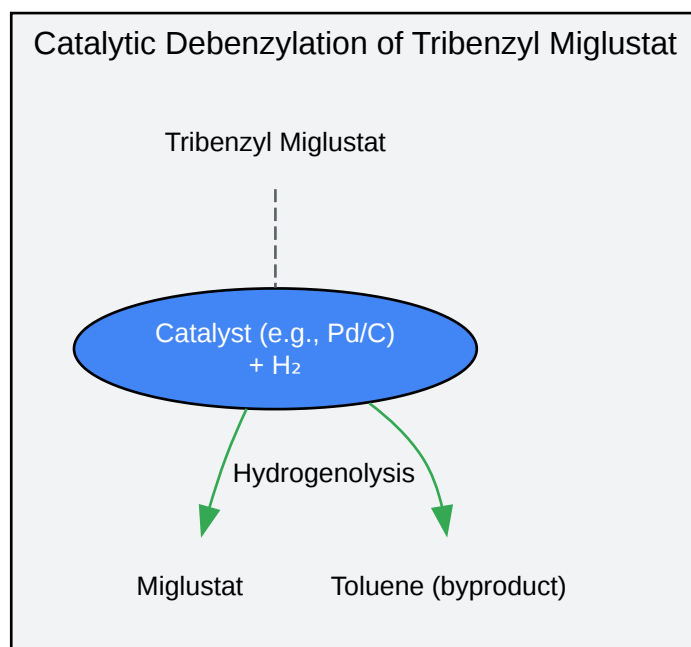 Catalytic Debenzylation of Tribenzyl Miglustat
Tribenzyl Miglustat
Catalyst (e.g., Pd/C)
+ H₂
Hydrogenolysis
Miglustat
Toluene (byproduct)